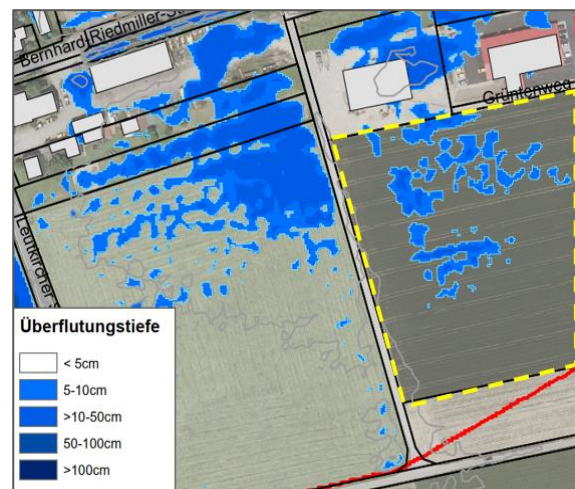 Bernhard-Riedmiller-St
Grüntenweg
Leutkircher s
Überflutungstiefe
< 5cm
5-10cm
>10-50cm
50-100cm
>100cm